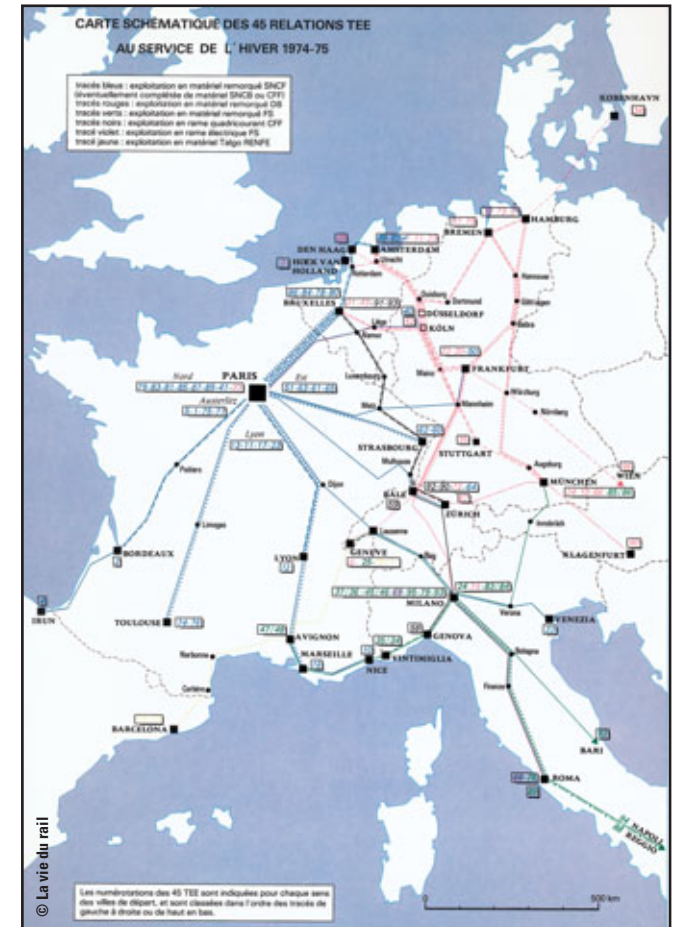 CARTE SCHÉMATIQUE DES 45 RELATIONS TEE
AU SERVICE DE L'HIVER 1974-75
tracés bleus : exploitation en matériel remorqué SNCF
(éventuellement complétée de matériel SNCB ou CFF)
tracés rouges : exploitation en matériel remorqué DB
tracés verts : exploitation en matériel remorqué FS
tracés noirs : exploitation en rame quadricourant CFF
tracé violet : exploitation en rame électrique FS
tracé jaune : exploitation en matériel Talgo RENFE
KOBENHAVN
HAMBURG
BREMEN
DEN HAAG
AMSTERDAM
HOEK VAN
HOLLAND
Utrecht
Rotterdam
Hannover
Duisburg
Dortmund
Göttingen
BRUXELLES
DÜSSELDORF
Bebra
Liège
KÖLN
Namur
PARIS
Nord
Est
FRANKFURT
Luxembourg
Mainz
Würzburg
Austerlitz
Metz
Mannheim
Nürnberg
Lyon
STRASBOURG
STUTTGART
Mulhouse
Augsburg
WIEN
Poitiers
Dijon
BÂLE
MÜNCHEN
ZÜRICH
Limoges
Lausanne
Innsbruck
BORDEAUX
LYON
GENÈVE
Brig
KLAGENFURT
MILANO
IRUN
TOULOUSE
Verona
VENEZIA
AVIGNON
GENOVA
Narbonne
MARSEILLE
NICE
VINTIMIGLIA
Bologna
Cerbère
Firenze
BARCELONA
BARI
ROMA
NAPOLI
REGGIO
© La vie du rail
Les numérotations des 45 TEE sont indiquées pour chaque sens
des villes de départ, et sont classées dans l'ordre des tracés de
gauche à droite ou de haut en bas.
0
500 km